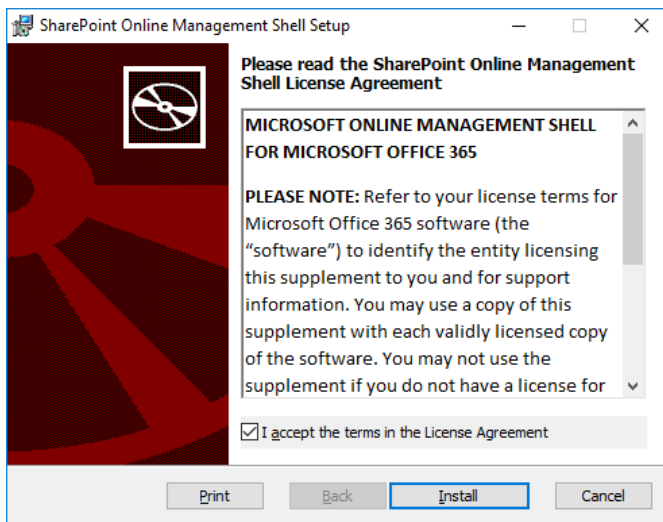 SharePoint Online Management Shell Setup
Please read the SharePoint Online Management
Shell License Agreement
MICROSOFT ONLINE MANAGEMENT SHELL
FOR MICROSOFT OFFICE 365
PLEASE NOTE: Refer to your license terms for
Microsoft Office 365 software (the
“software”) to identify the entity licensing
this supplement to you and for support
information. You may use a copy of this
supplement with each validly licensed copy
of the software. You may not use the
supplement if you do not have a license for
I accept the terms in the License Agreement
Print Back Install Cancel